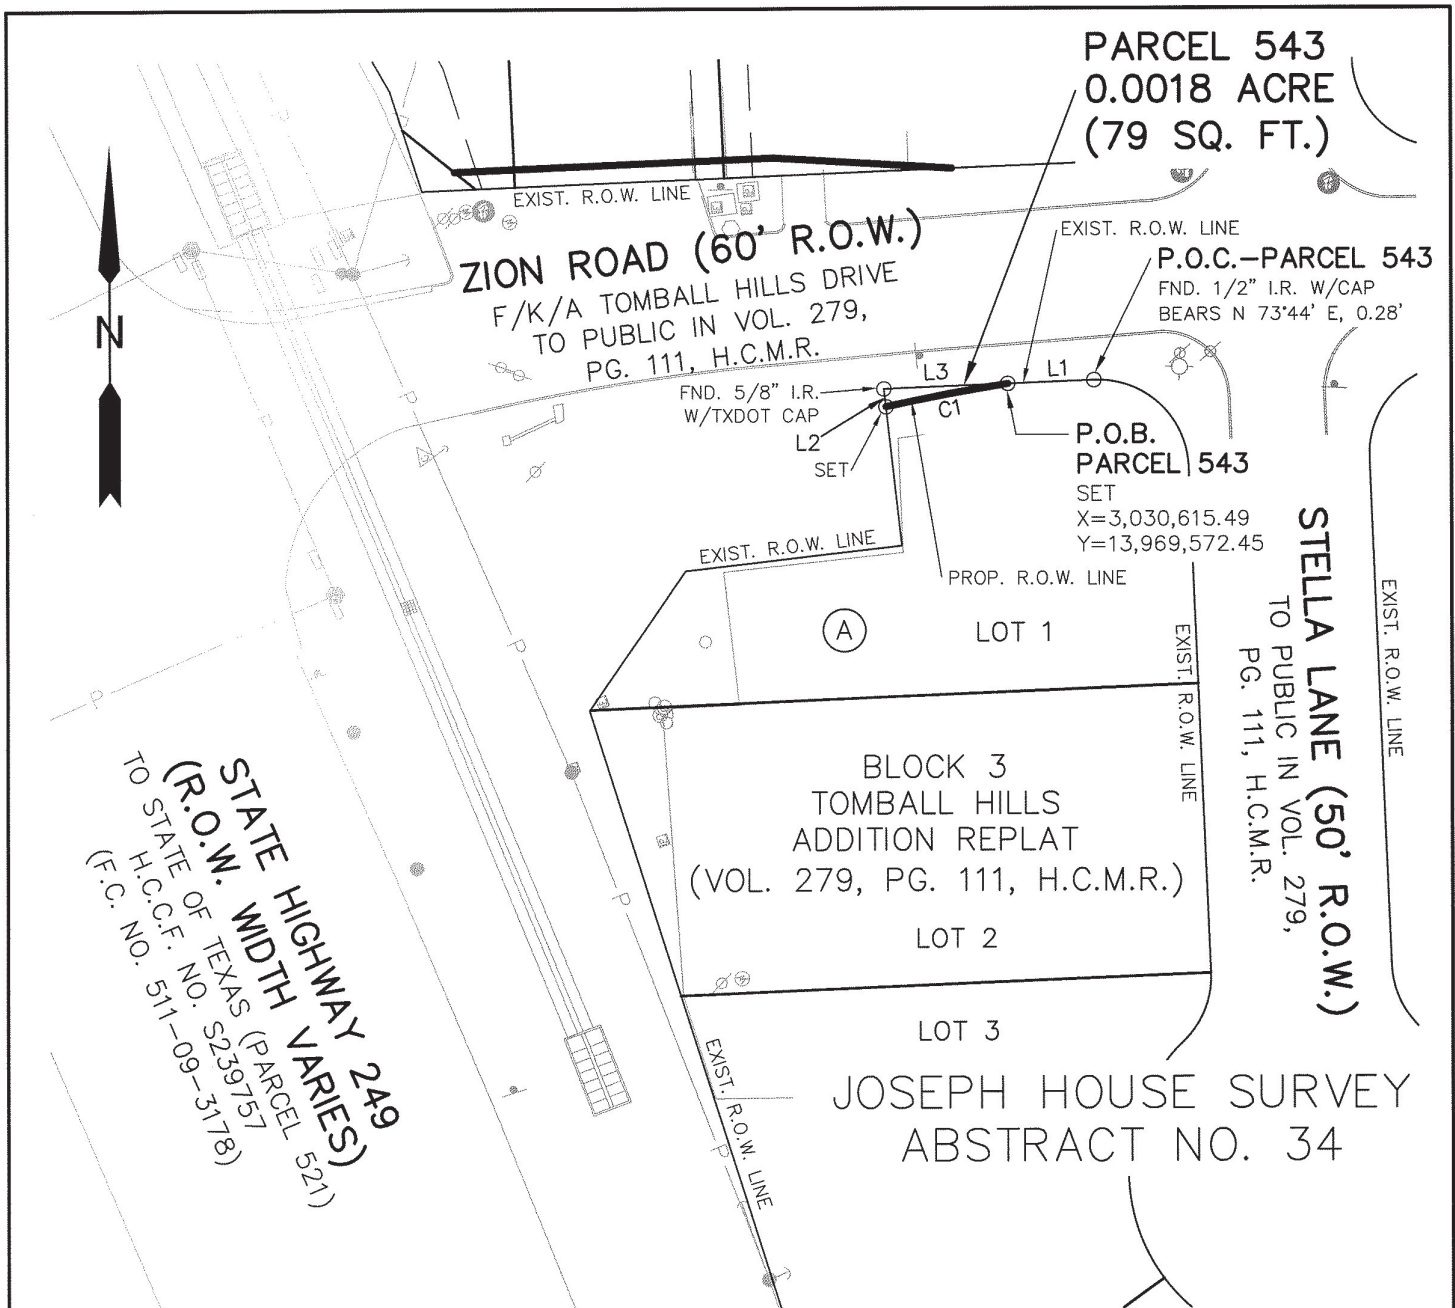 PARCEL 543
0.0018 ACRE
(79 SQ. FT.)
EXIST. R.O.W. LINE
ZION ROAD (60' R.O.W.)
F/K/A TOMBALL HILLS DRIVE
TO PUBLIC IN VOL. 279,
PG. 111, H.C.M.R.
EXIST. R.O.W. LINE
P.O.C.-PARCEL 543
FND. 1/2" I.R. W/CAP
BEARS N 73°44' E, 0.28'
N
FND. 5/8" I.R.
W/TXDOT CAP
L3
L1
C1
L2
SET
P.O.B.
PARCEL 543
SET
X=3,030,615.49
Y=13,969,572.45
EXIST. R.O.W. LINE
PROP. R.O.W. LINE
A
LOT 1
EXIST. R.O.W. LINE
EXIST. R.O.W. LINE
STELLA LANE (50' R.O.W.)
TO PUBLIC IN VOL. 279,
PG. 111, H.C.M.R.
EXIST. R.O.W. LINE
P
P
P
P
P
P
BLOCK 3
TOMBALL HILLS
ADDITION REPLAT
(VOL. 279, PG. 111, H.C.M.R.)
LOT 2
LOT 3
STATE HIGHWAY 249
(R.O.W. WIDTH VARIES)
TO STATE OF TEXAS (PARCEL 521)
H.C.C.F. NO. S239757
(F.C. NO. 511-09-3178)
EXIST. R.O.W. LINE
JOSEPH HOUSE SURVEY
ABSTRACT NO. 34